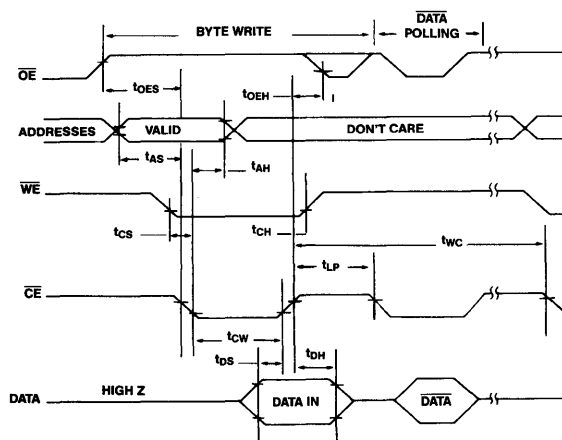 BYTE WRITE
DATA
POLLING
OE
tOES
tOEH
ADDRESSES
VALID
DON'T CARE
tAS
tAH
WE
tCS
tCH
tWC
tLP
CE
tCW
tDS
tDH
HIGH Z
DATA
DATA IN
DATA